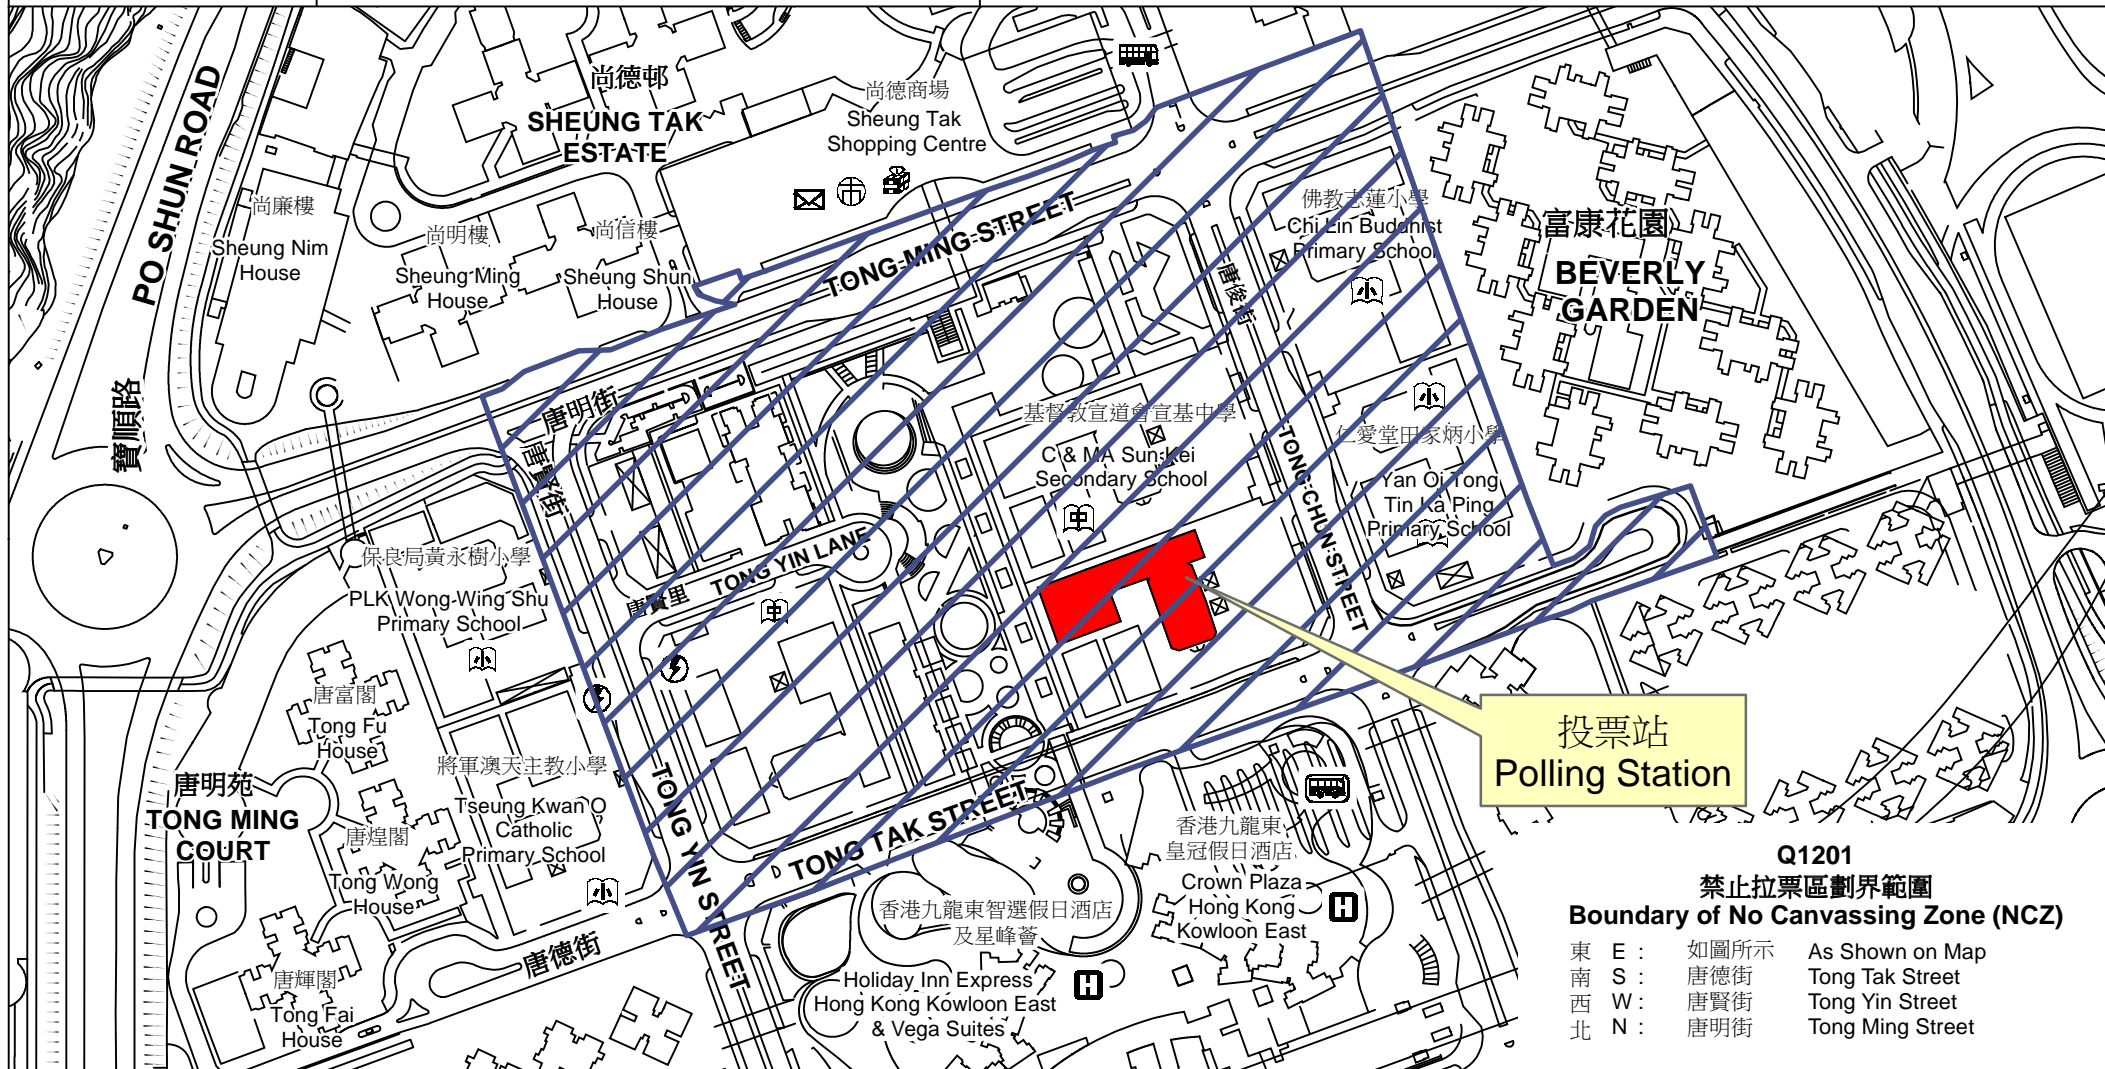 PO SHUN ROAD
寶順路
尚德邨
SHEUNG TAK
ESTATE
尚德商場
Sheung Tak
Shopping Centre
尚廉樓
Sheung Nim
House
尚明樓
Sheung Ming
House
尚信樓
Sheung Shun
House
TONG MING STREET
唐明街
唐俊街
TONG CHUN STREET
佛教志蓮小學
Chi Lin Buddhist
Primary School
富康花園
BEVERLY
GARDEN
基督教宣道會宣基中學
C & MA Sun Kei
Secondary School
仁愛堂田家炳小學
Yan Oi Tong
Tin Ka Ping
Primary School
唐賢街
唐賢里
TONG YIN LANE
保良局黃永樹小學
PLK Wong Wing Shu
Primary School
唐富閣
Tong Fu
House
將軍澳天主教小學
Tseung Kwan O
Catholic
Primary School
唐明苑
TONG MING
COURT
唐煌閣
Tong Wong
House
唐輝閣
Tong Fai
House
唐德街
TONG YIN STREET
TONG TAK STREET
香港九龍東智選假日酒店
及星峰薈
Holiday Inn Express
Hong Kong Kowloon East
& Vega Suites
香港九龍東
皇冠假日酒店
Crown Plaza
Hong Kong
Kowloon East
投票站
Polling Station
Q1201
禁止拉票區劃界範圍
Boundary of No Canvassing Zone (NCZ)
東 E : 如圖所示 As Shown on Map
南 S : 唐德街 Tong Tak Street
西 W : 唐賢街 Tong Yin Street
北 N : 唐明街 Tong Ming Street